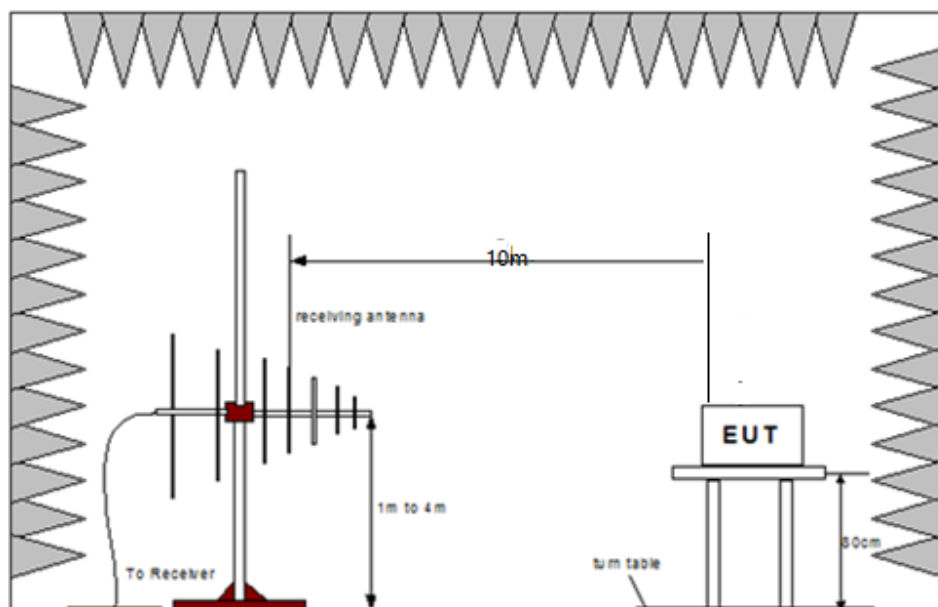 10m
receiving antenna
EUT
1m to 4m
80cm
turn table
To Receiver